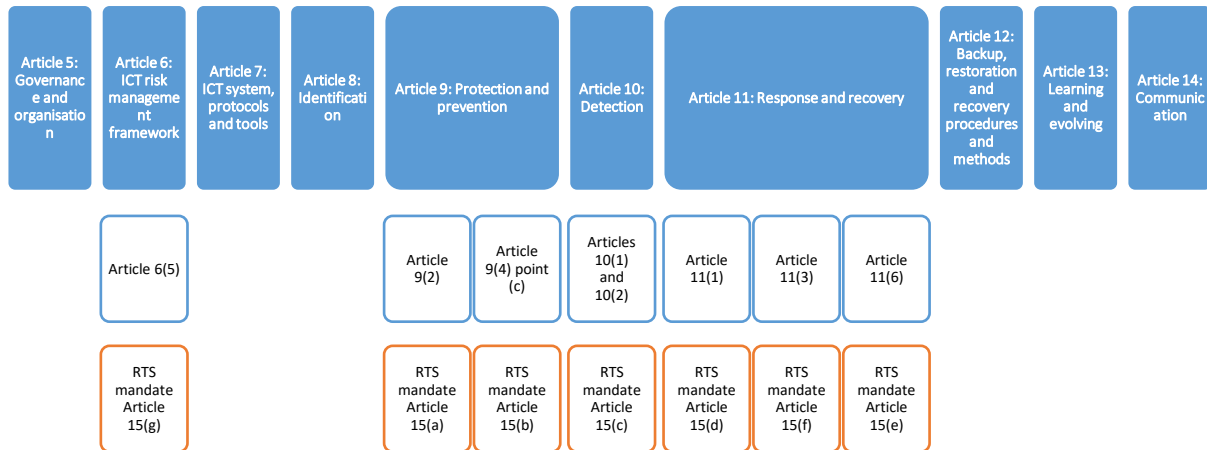 Article 5:
Governanc
e and
organisatio
n
Article 6:
ICT risk
manageme
nt
framework
Article 7:
ICT system,
protocols
and tools
Article 8:
Identificati
on
Article 9: Protection and
prevention
Article 10:
Detection
Article 11: Response and recovery
Article 12:
Backup,
restoration
and
recovery
procedures
and
methods
Article 13:
Learning
and
evolving
Article 14:
Communic
ation
Article 6(5)
Article
9(2)
Article
9(4) point
(c)
Articles
10(1)
and
10(2)
Article
11(1)
Article
11(3)
Article
11(6)
RTS
mandate
Article
15(g)
RTS
mandate
Article
15(a)
RTS
mandate
Article
15(b)
RTS
mandate
Article
15(c)
RTS
mandate
Article
15(d)
RTS
mandate
Article
15(f)
RTS
mandate
Article
15(e)